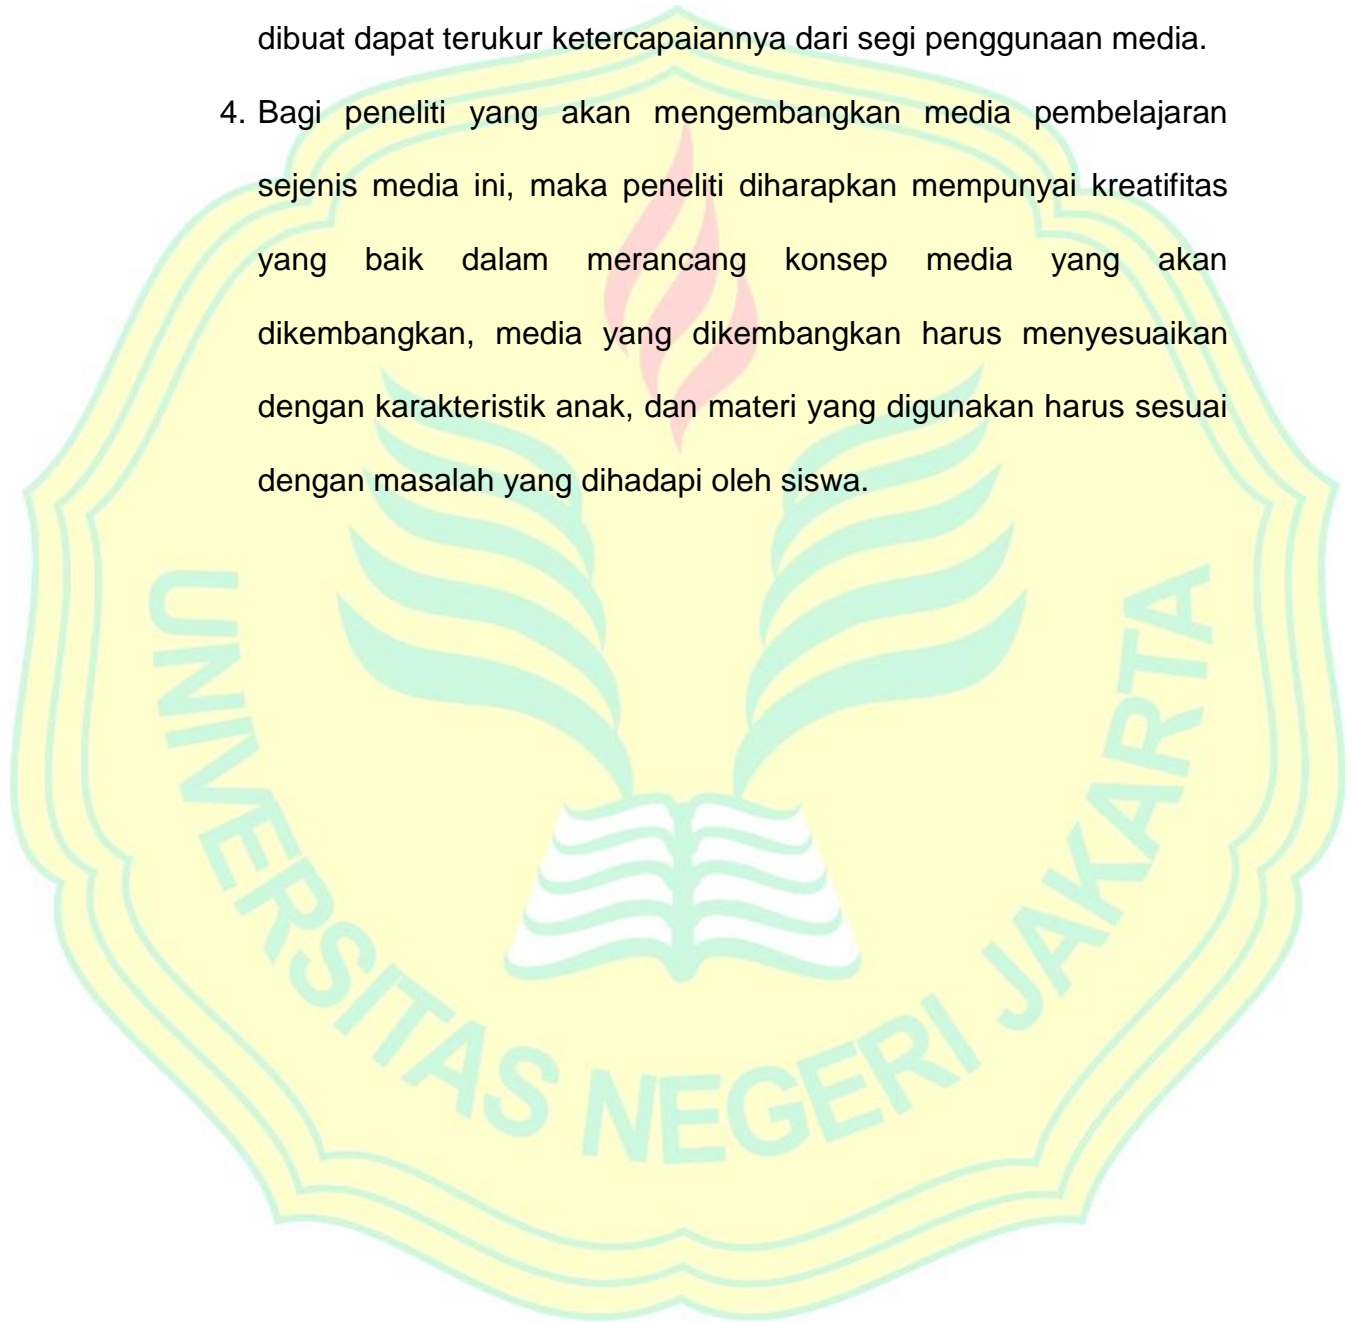 dibuat dapat terukur ketercapaiannya dari segi penggunaan media.
4. Bagi peneliti yang akan mengembangkan media pembelajaran
sejenis media ini, maka peneliti diharapkan mempunyai kreatifitas
yang baik dalam merancang konsep media yang akan
dikembangkan, media yang dikembangkan harus menyesuaikan
dengan karakteristik anak, dan materi yang digunakan harus sesuai
dengan masalah yang dihadapi oleh siswa.
UNIVERSITAS NEGERI JAKARTA